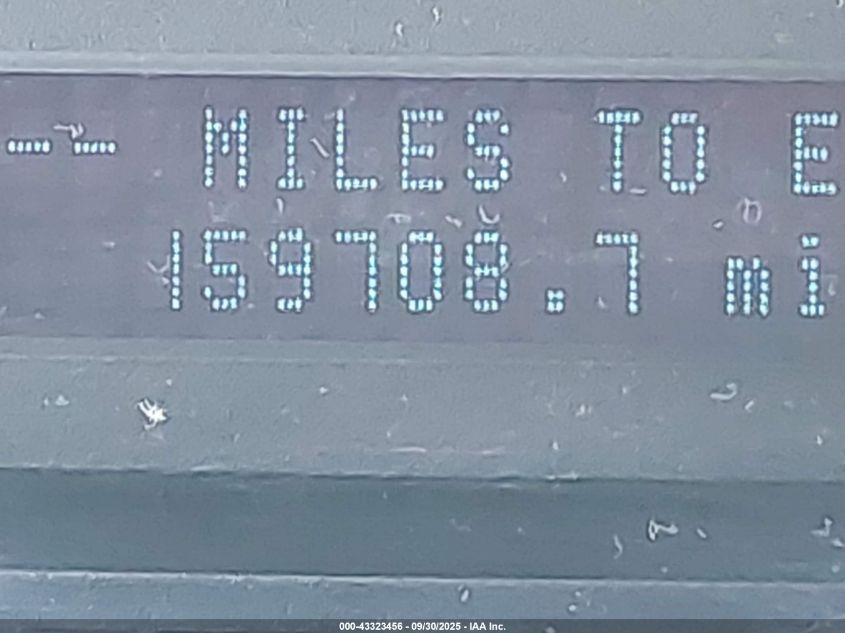 -- MILES TO E
159708.7 mi
000-43323456 - 09/30/2025 - IAA Inc.